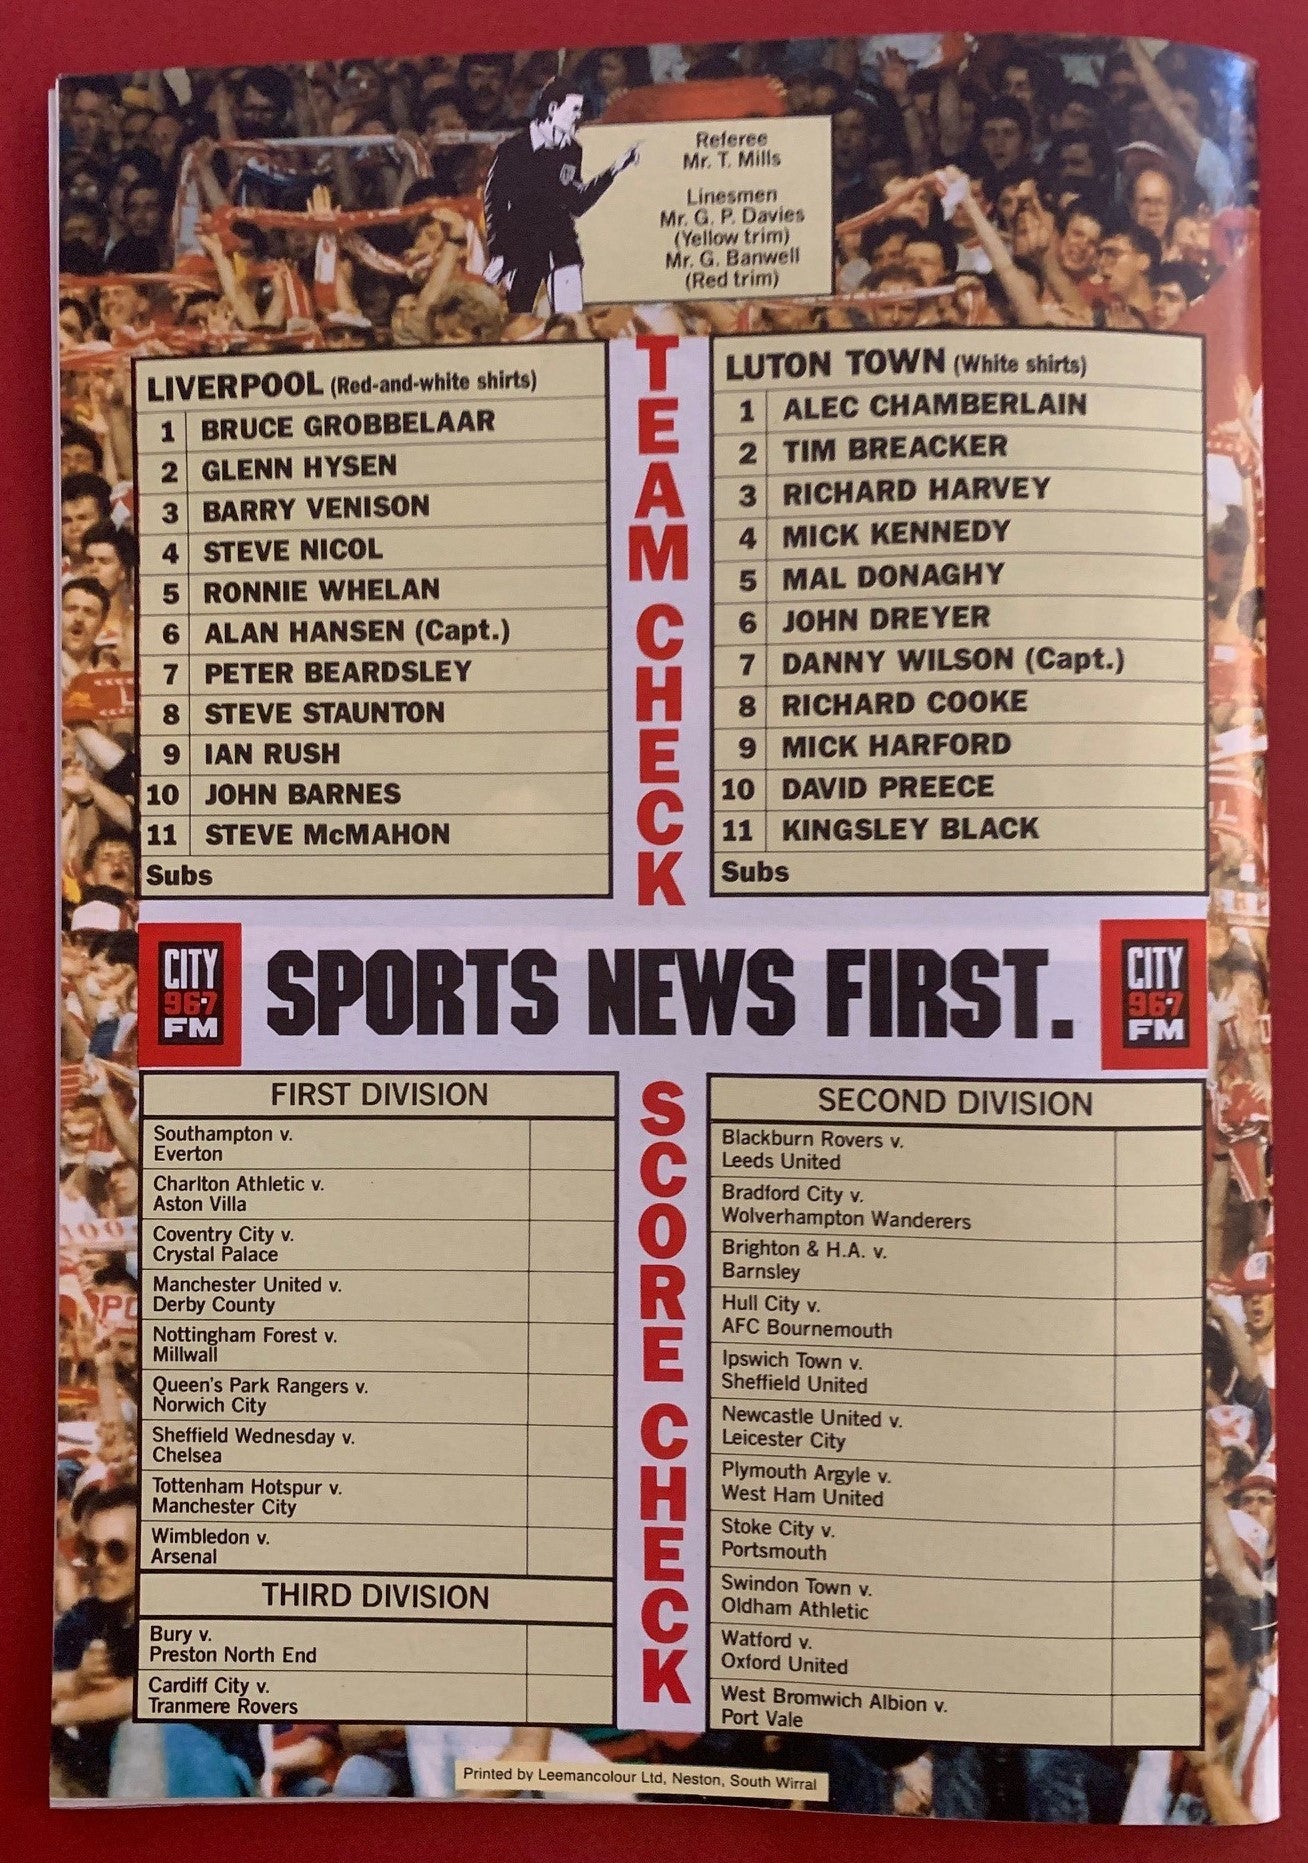 Referee
Mr. T. Mills
Linesmen
Mr. G. P. Davies
(Yellow trim)
Mr. G. Banwell
(Red trim)
TEAM CHECK
LIVERPOOL (Red-and-white shirts)
1 BRUCE GROBBELAAR
2 GLENN HYSEN
3 BARRY VENISON
4 STEVE NICOL
5 RONNIE WHELAN
6 ALAN HANSEN (Capt.)
7 PETER BEARDSLEY
8 STEVE STAUNTON
9 IAN RUSH
10 JOHN BARNES
11 STEVE McMAHON
Subs
LUTON TOWN (White shirts)
1 ALEC CHAMBERLAIN
2 TIM BREACKER
3 RICHARD HARVEY
4 MICK KENNEDY
5 MAL DONAGHY
6 JOHN DREYER
7 DANNY WILSON (Capt.)
8 RICHARD COOKE
9 MICK HARFORD
10 DAVID PREECE
11 KINGSLEY BLACK
Subs
CITY
96·7
FM
SPORTS NEWS FIRST.
CITY
96·7
FM
SCORE CHECK
FIRST DIVISION
Southampton v.
Everton
Charlton Athletic v.
Aston Villa
Coventry City v.
Crystal Palace
Manchester United v.
Derby County
Nottingham Forest v.
Millwall
Queen's Park Rangers v.
Norwich City
Sheffield Wednesday v.
Chelsea
Tottenham Hotspur v.
Manchester City
Wimbledon v.
Arsenal
THIRD DIVISION
Bury v.
Preston North End
Cardiff City v.
Tranmere Rovers
SECOND DIVISION
Blackburn Rovers v.
Leeds United
Bradford City v.
Wolverhampton Wanderers
Brighton & H.A. v.
Barnsley
Hull City v.
AFC Bournemouth
Ipswich Town v.
Sheffield United
Newcastle United v.
Leicester City
Plymouth Argyle v.
West Ham United
Stoke City v.
Portsmouth
Swindon Town v.
Oldham Athletic
Watford v.
Oxford United
West Bromwich Albion v.
Port Vale
Printed by Leemancolour Ltd, Neston, South Wirral